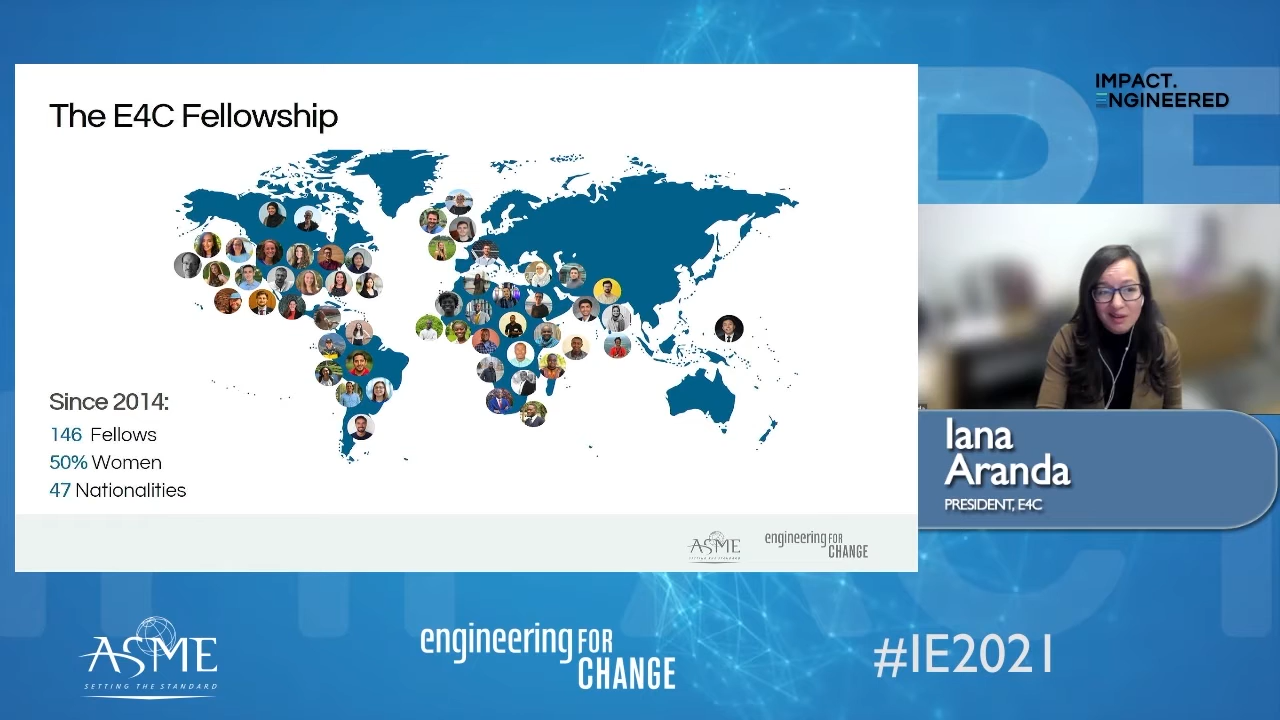 The E4C Fellowship
Since 2014:
146 Fellows
50% Women
47 Nationalities
ASME
engineering FOR
CHANGE
IMPACT.
ENGINEERED
Iana
Aranda
PRESIDENT, E4C
ASME
SETTING THE STANDARD
engineering FOR
CHANGE
#IE2021